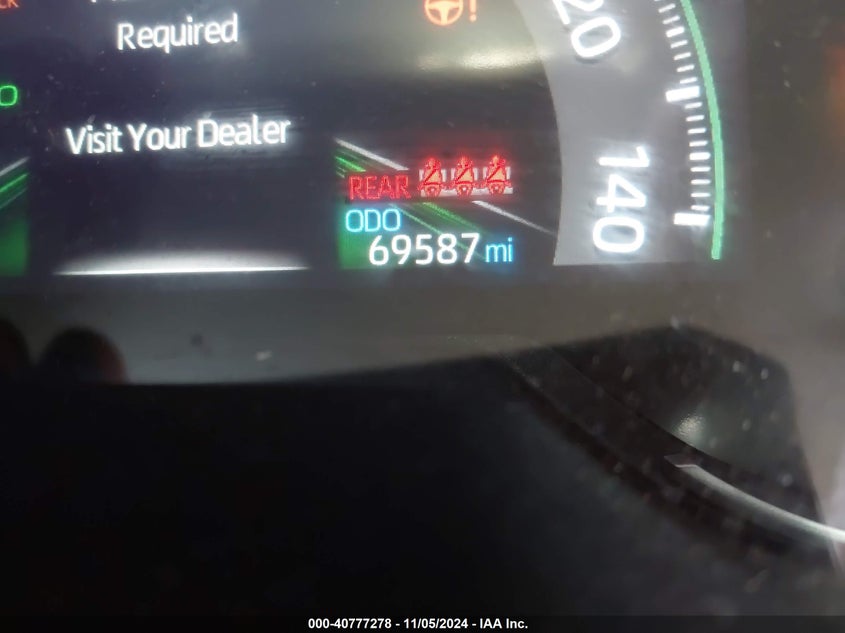 Required
20
Visit Your Dealer
140
REAR
ODO
69587 mi
000-40777278 - 11/05/2024 - IAA Inc.